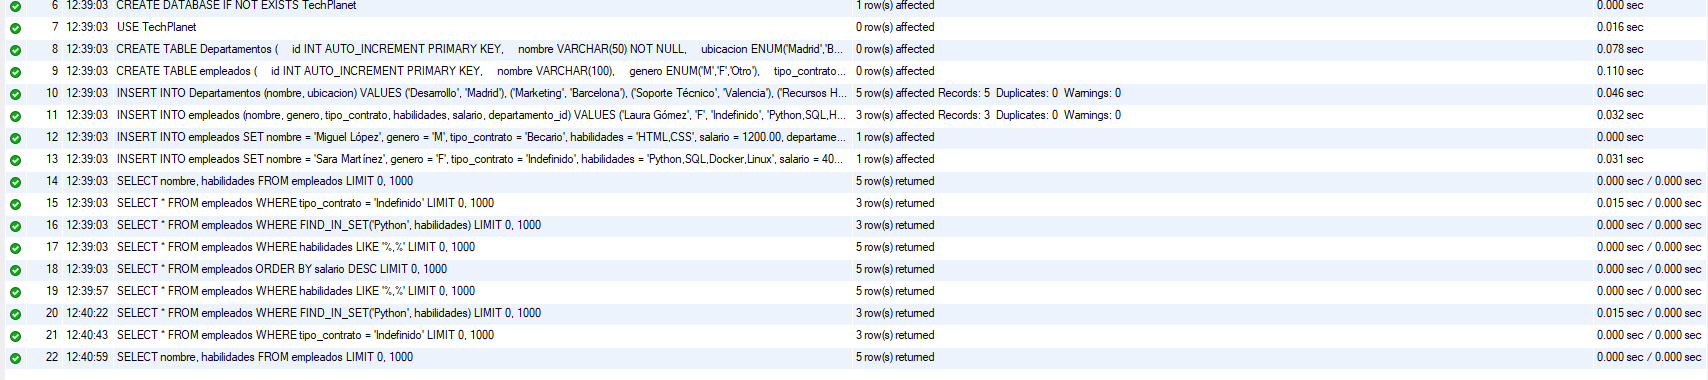 6 12:39:03 CREATE DATABASE IF NOT EXISTS TechPlanet 1 row(s) affected 0.000 sec
7 12:39:03 USE TechPlanet 0 row(s) affected 0.016 sec
8 12:39:03 CREATE TABLE Departamentos ( id INT AUTO_INCREMENT PRIMARY KEY, nombre VARCHAR(50) NOT NULL, ubicacion ENUM('Madrid','B... 0 row(s) affected 0.078 sec
9 12:39:03 CREATE TABLE empleados ( id INT AUTO_INCREMENT PRIMARY KEY, nombre VARCHAR(100), genero ENUM('M','F','Otro'), tipo_contrato... 0 row(s) affected 0.110 sec
10 12:39:03 INSERT INTO Departamentos (nombre, ubicacion) VALUES ('Desarrollo', 'Madrid'), ('Marketing', 'Barcelona'), ('Soporte Técnico', 'Valencia'), ('Recursos H... 5 row(s) affected Records: 5 Duplicates: 0 Warnings: 0 0.046 sec
11 12:39:03 INSERT INTO empleados (nombre, genero, tipo_contrato, habilidades, salario, departamento_id) VALUES ('Laura Gómez', 'F', 'Indefinido', 'Python,SQL,H... 3 row(s) affected Records: 3 Duplicates: 0 Warnings: 0 0.032 sec
12 12:39:03 INSERT INTO empleados SET nombre = 'Miguel López', genero = 'M', tipo_contrato = 'Becario', habilidades = 'HTML,CSS', salario = 1200.00, departame... 1 row(s) affected 0.000 sec
13 12:39:03 INSERT INTO empleados SET nombre = 'Sara Martínez', genero = 'F', tipo_contrato = 'Indefinido', habilidades = 'Python,SQL,Docker,Linux', salario = 40... 1 row(s) affected 0.031 sec
14 12:39:03 SELECT nombre, habilidades FROM empleados LIMIT 0, 1000 5 row(s) returned 0.000 sec / 0.000 sec
15 12:39:03 SELECT * FROM empleados WHERE tipo_contrato = 'Indefinido' LIMIT 0, 1000 3 row(s) returned 0.015 sec / 0.000 sec
16 12:39:03 SELECT * FROM empleados WHERE FIND_IN_SET('Python', habilidades) LIMIT 0, 1000 3 row(s) returned 0.000 sec / 0.000 sec
17 12:39:03 SELECT * FROM empleados WHERE habilidades LIKE '%,%' LIMIT 0, 1000 5 row(s) returned 0.000 sec / 0.000 sec
18 12:39:03 SELECT * FROM empleados ORDER BY salario DESC LIMIT 0, 1000 5 row(s) returned 0.000 sec / 0.000 sec
19 12:39:57 SELECT * FROM empleados WHERE habilidades LIKE '%,%' LIMIT 0, 1000 5 row(s) returned 0.000 sec / 0.000 sec
20 12:40:22 SELECT * FROM empleados WHERE FIND_IN_SET('Python', habilidades) LIMIT 0, 1000 3 row(s) returned 0.015 sec / 0.000 sec
21 12:40:43 SELECT * FROM empleados WHERE tipo_contrato = 'Indefinido' LIMIT 0, 1000 3 row(s) returned 0.000 sec / 0.000 sec
22 12:40:59 SELECT nombre, habilidades FROM empleados LIMIT 0, 1000 5 row(s) returned 0.000 sec / 0.000 sec